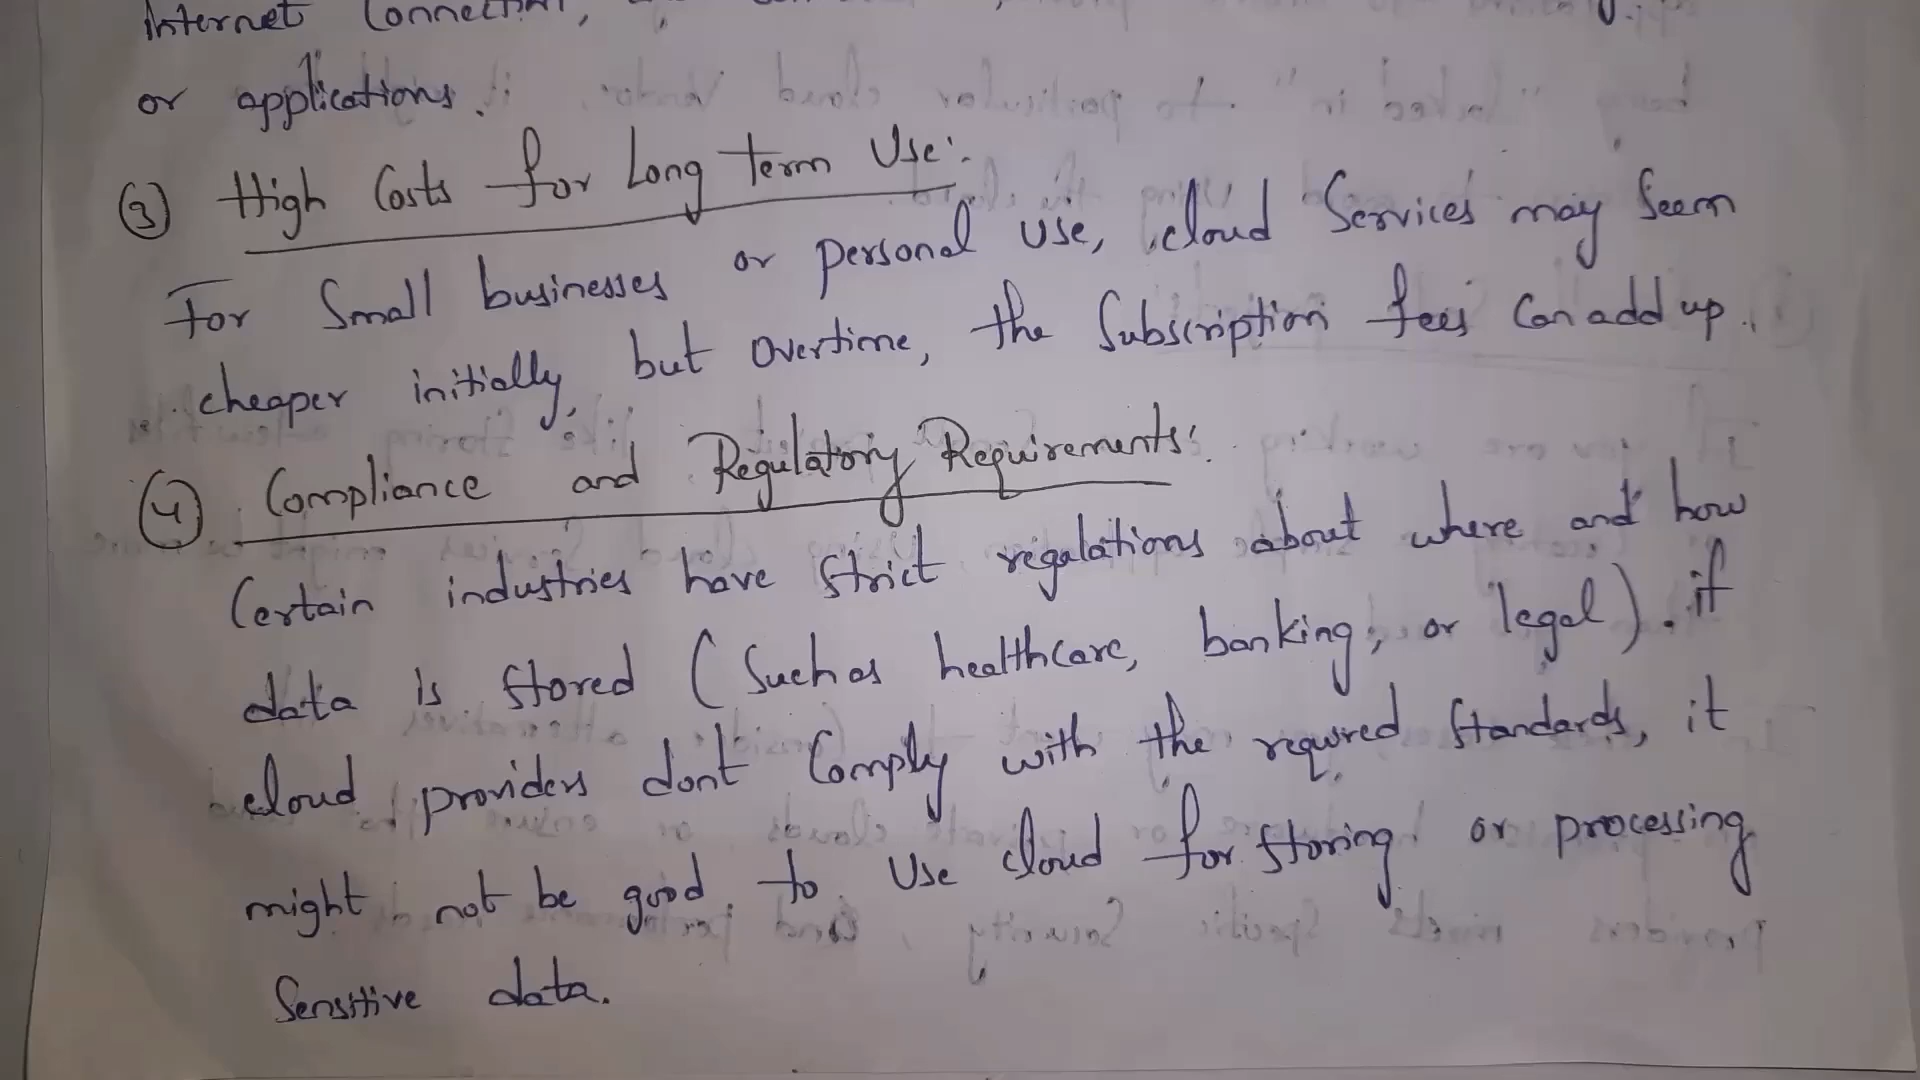 Internet Connection,
or applications.
③ High Costs for Long Term Use:-
For Small businesses or personal use, cloud Services may Seem
cheaper initially, but overtime, the Subscription fees Can add up.
④ Compliance and Regulatory Requirements:
Certain industries have Strict regulations about where and how
data is Stored (Such as healthcare, banking, or legal). if
cloud providers dont Comply with the requred Standards, it
might not be good to Use cloud for Storing or processing
Sensitive data.